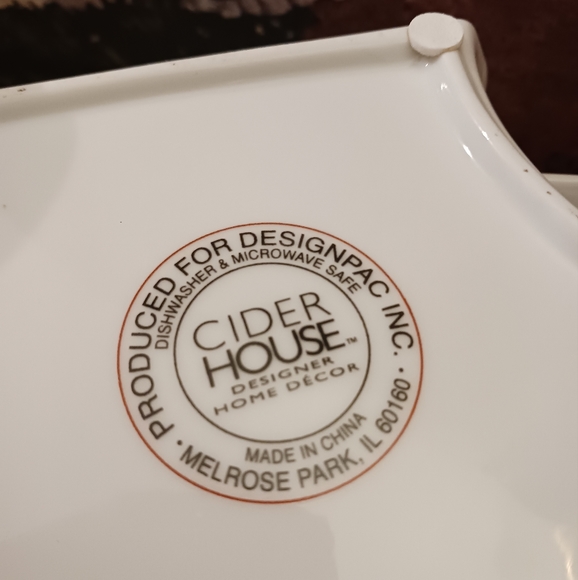 PRODUCED FOR DESIGNPAC INC.
DISHWASHER & MICROWAVE SAFE
CIDER
HOUSE™
DESIGNER
HOME DÉCOR
MADE IN CHINA
• MELROSE PARK, IL 60160 •